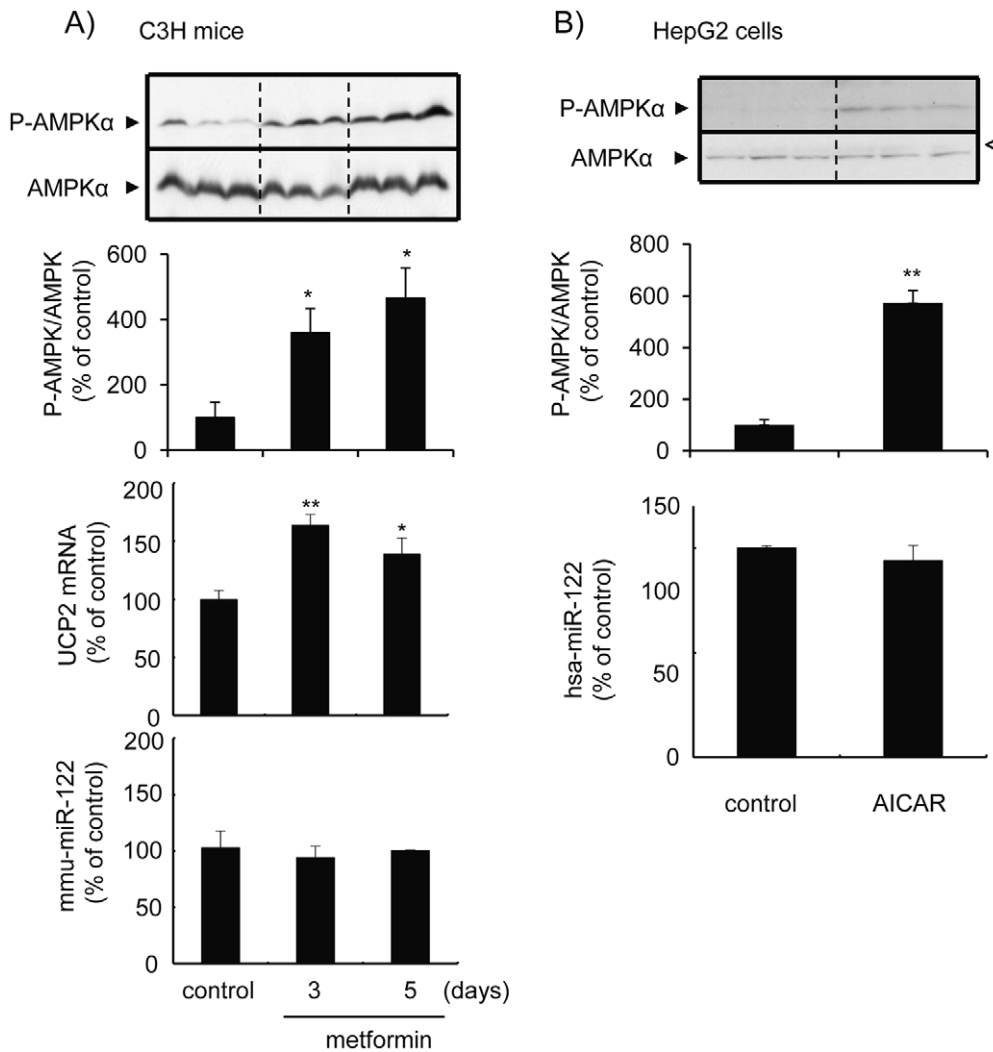 A) C3H mice
P-AMPKα ►
AMPKα ►
P-AMPK/AMPK
(% of control)
600
400
200
0
*
*
UCP2 mRNA
(% of control)
200
150
100
50
0
**
*
mmu-miR-122
(% of control)
200
150
100
50
0
control 3 5 (days)
metformin
B) HepG2 cells
P-AMPKα ►
AMPKα ►
<
P-AMPK/AMPK
(% of control)
800
600
400
200
0
**
hsa-miR-122
(% of control)
150
100
50
0
control AICAR